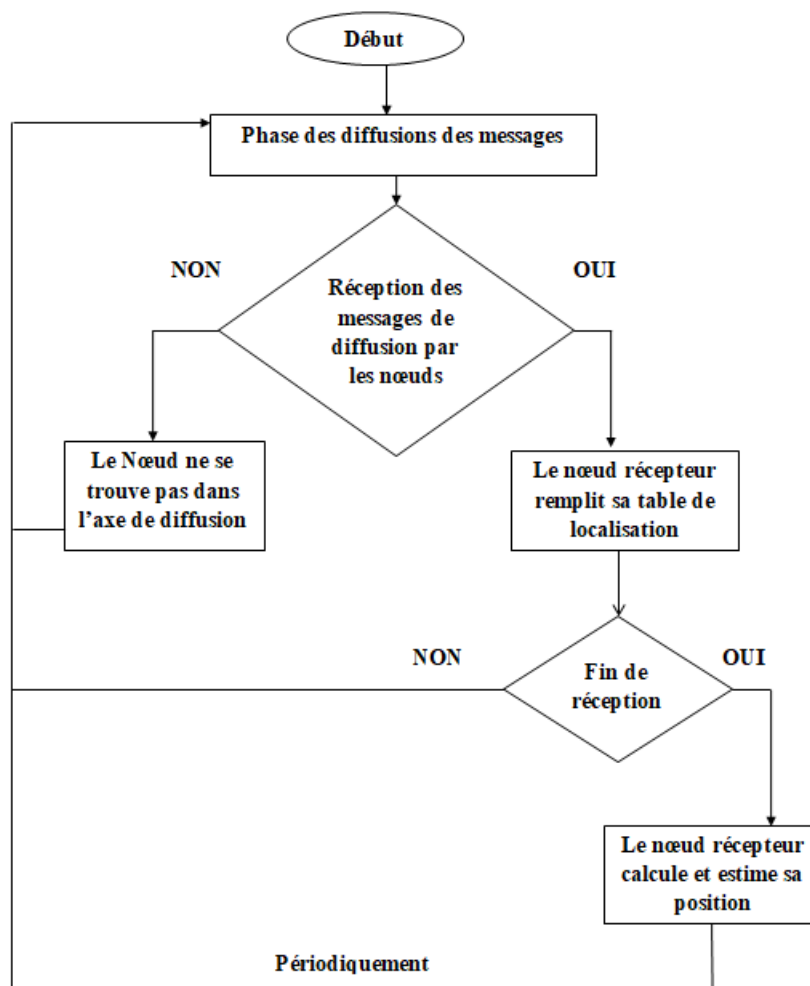 Début
Phase des diffusions des messages
NON
OUI
Réception des
messages de
diffusion par
les nœuds
Le Nœud ne se
trouve pas dans
l’axe de diffusion
Le nœud récepteur
remplit sa table de
localisation
NON
OUI
Fin de
réception
Le nœud récepteur
calcule et estime sa
position
Périodiquement